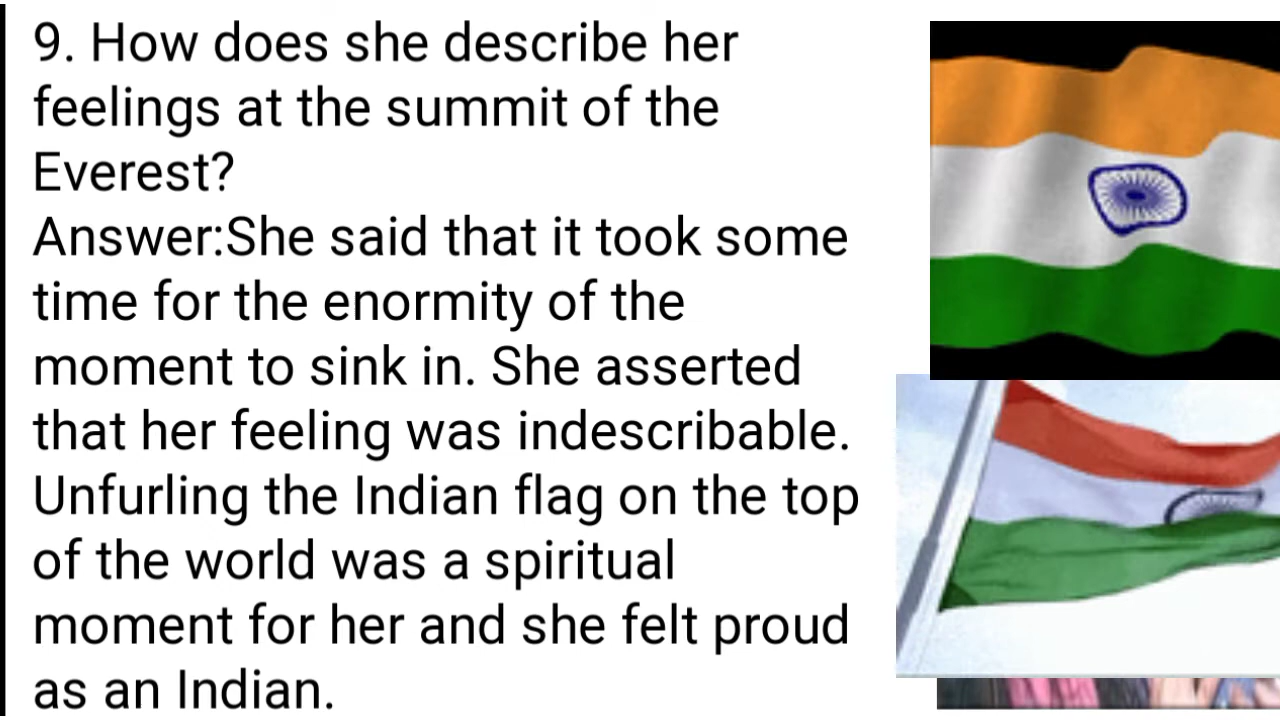 9. How does she describe her
feelings at the summit of the
Everest?
Answer:She said that it took some
time for the enormity of the
moment to sink in. She asserted
that her feeling was indescribable.
Unfurling the Indian flag on the top
of the world was a spiritual
moment for her and she felt proud
as an Indian.